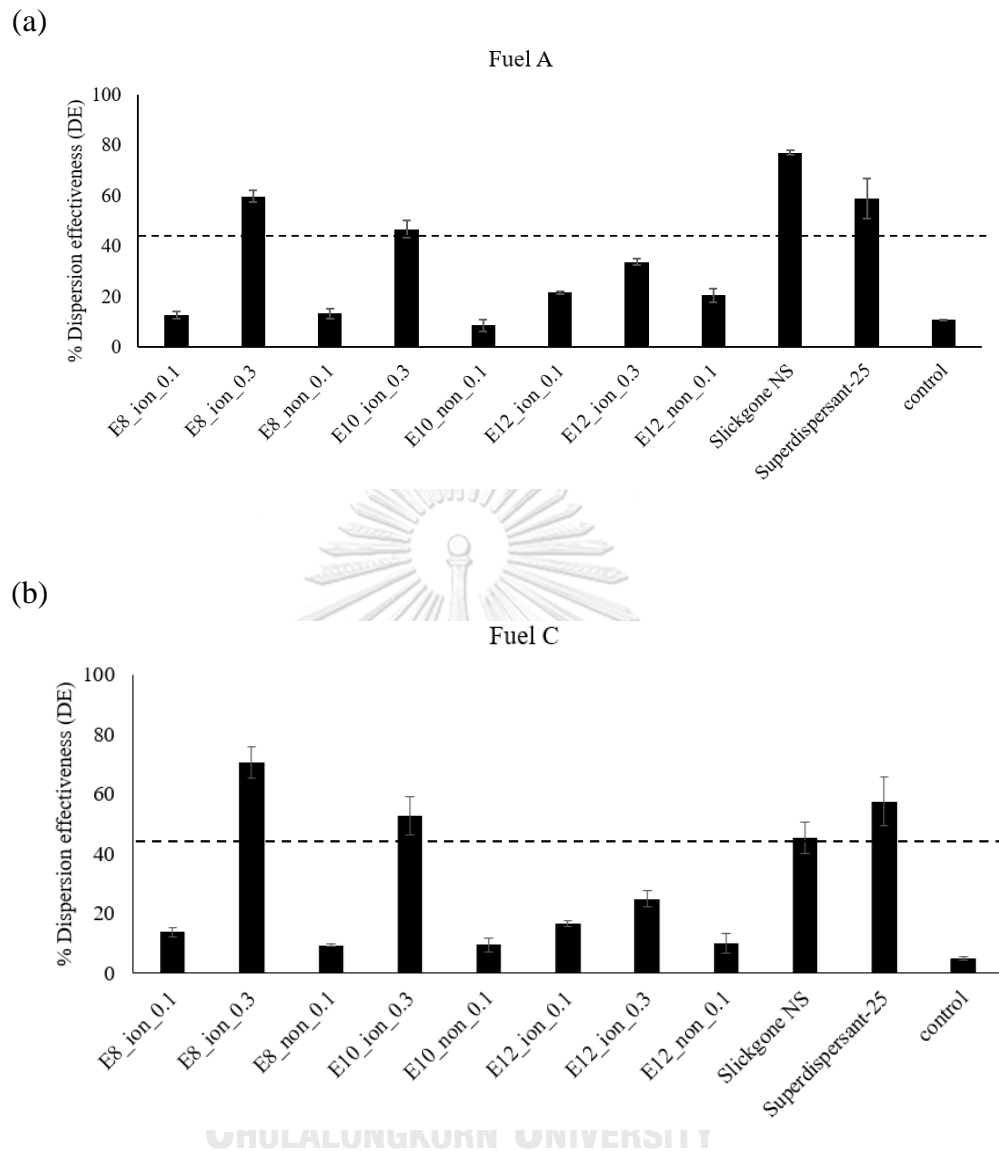 (a)
Fuel A
% Dispersion effectiveness (DE)
100
80
60
40
20
0
E8_ion_0.1
E8_ion_0.3
E8_non_0.1
E10_ion_0.3
E10_non_0.1
E12_ion_0.1
E12_ion_0.3
E12_non_0.1
Slickgone NS
Superdispersant-25
control
(b)
Fuel C
% Dispersion effectiveness (DE)
100
80
60
40
20
0
E8_ion_0.1
E8_ion_0.3
E8_non_0.1
E10_ion_0.3
E10_non_0.1
E12_ion_0.1
E12_ion_0.3
E12_non_0.1
Slickgone NS
Superdispersant-25
control
CHULALONGKORN UNIVERSITY